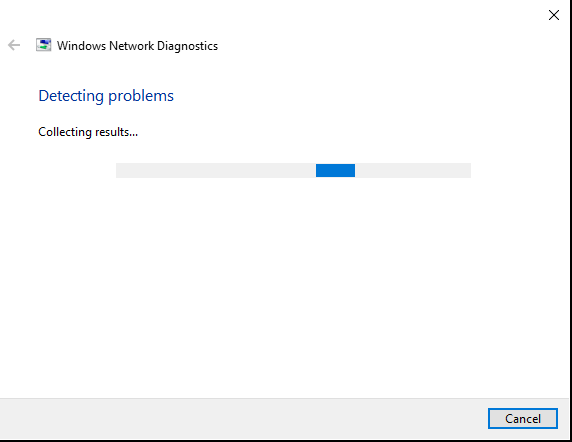 Windows Network Diagnostics
Detecting problems
Collecting results...
Cancel